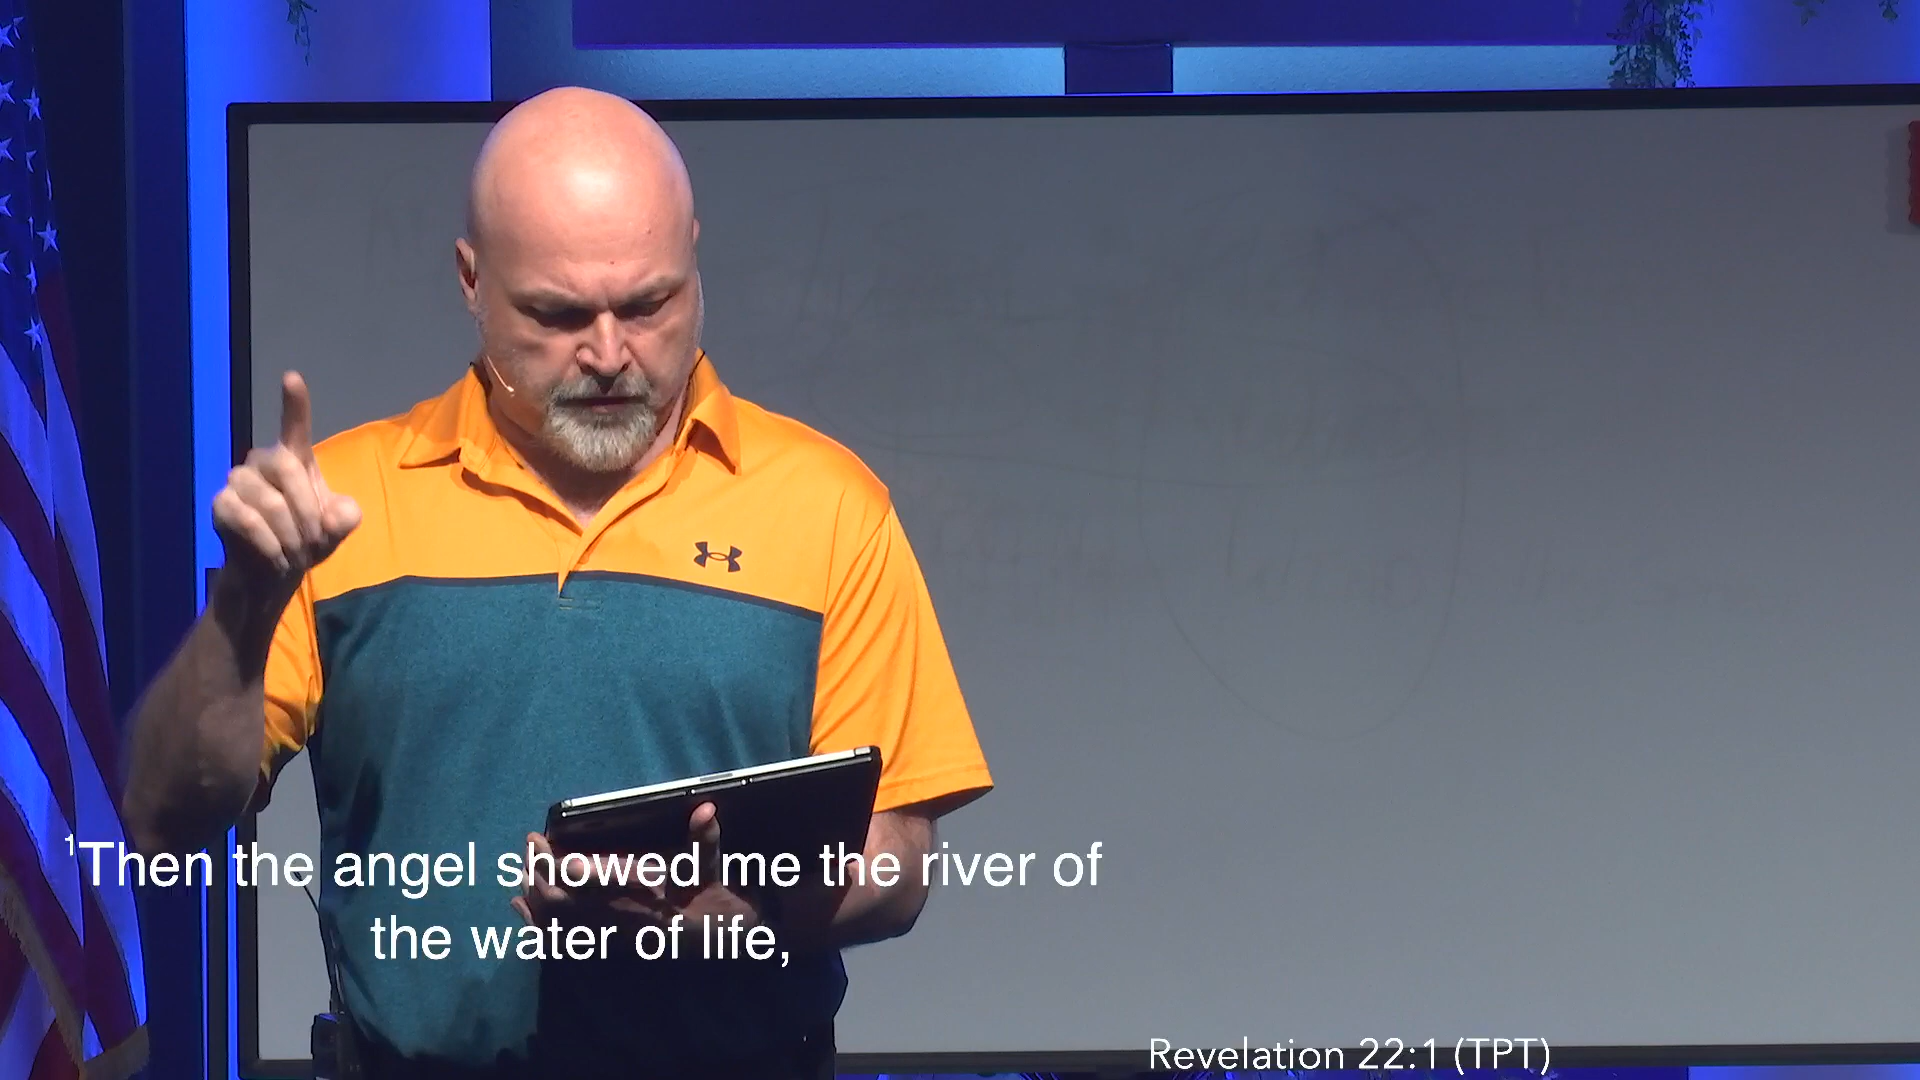 ¹Then the angel showed me the river of
the water of life,
Revelation 22:1 (TPT)